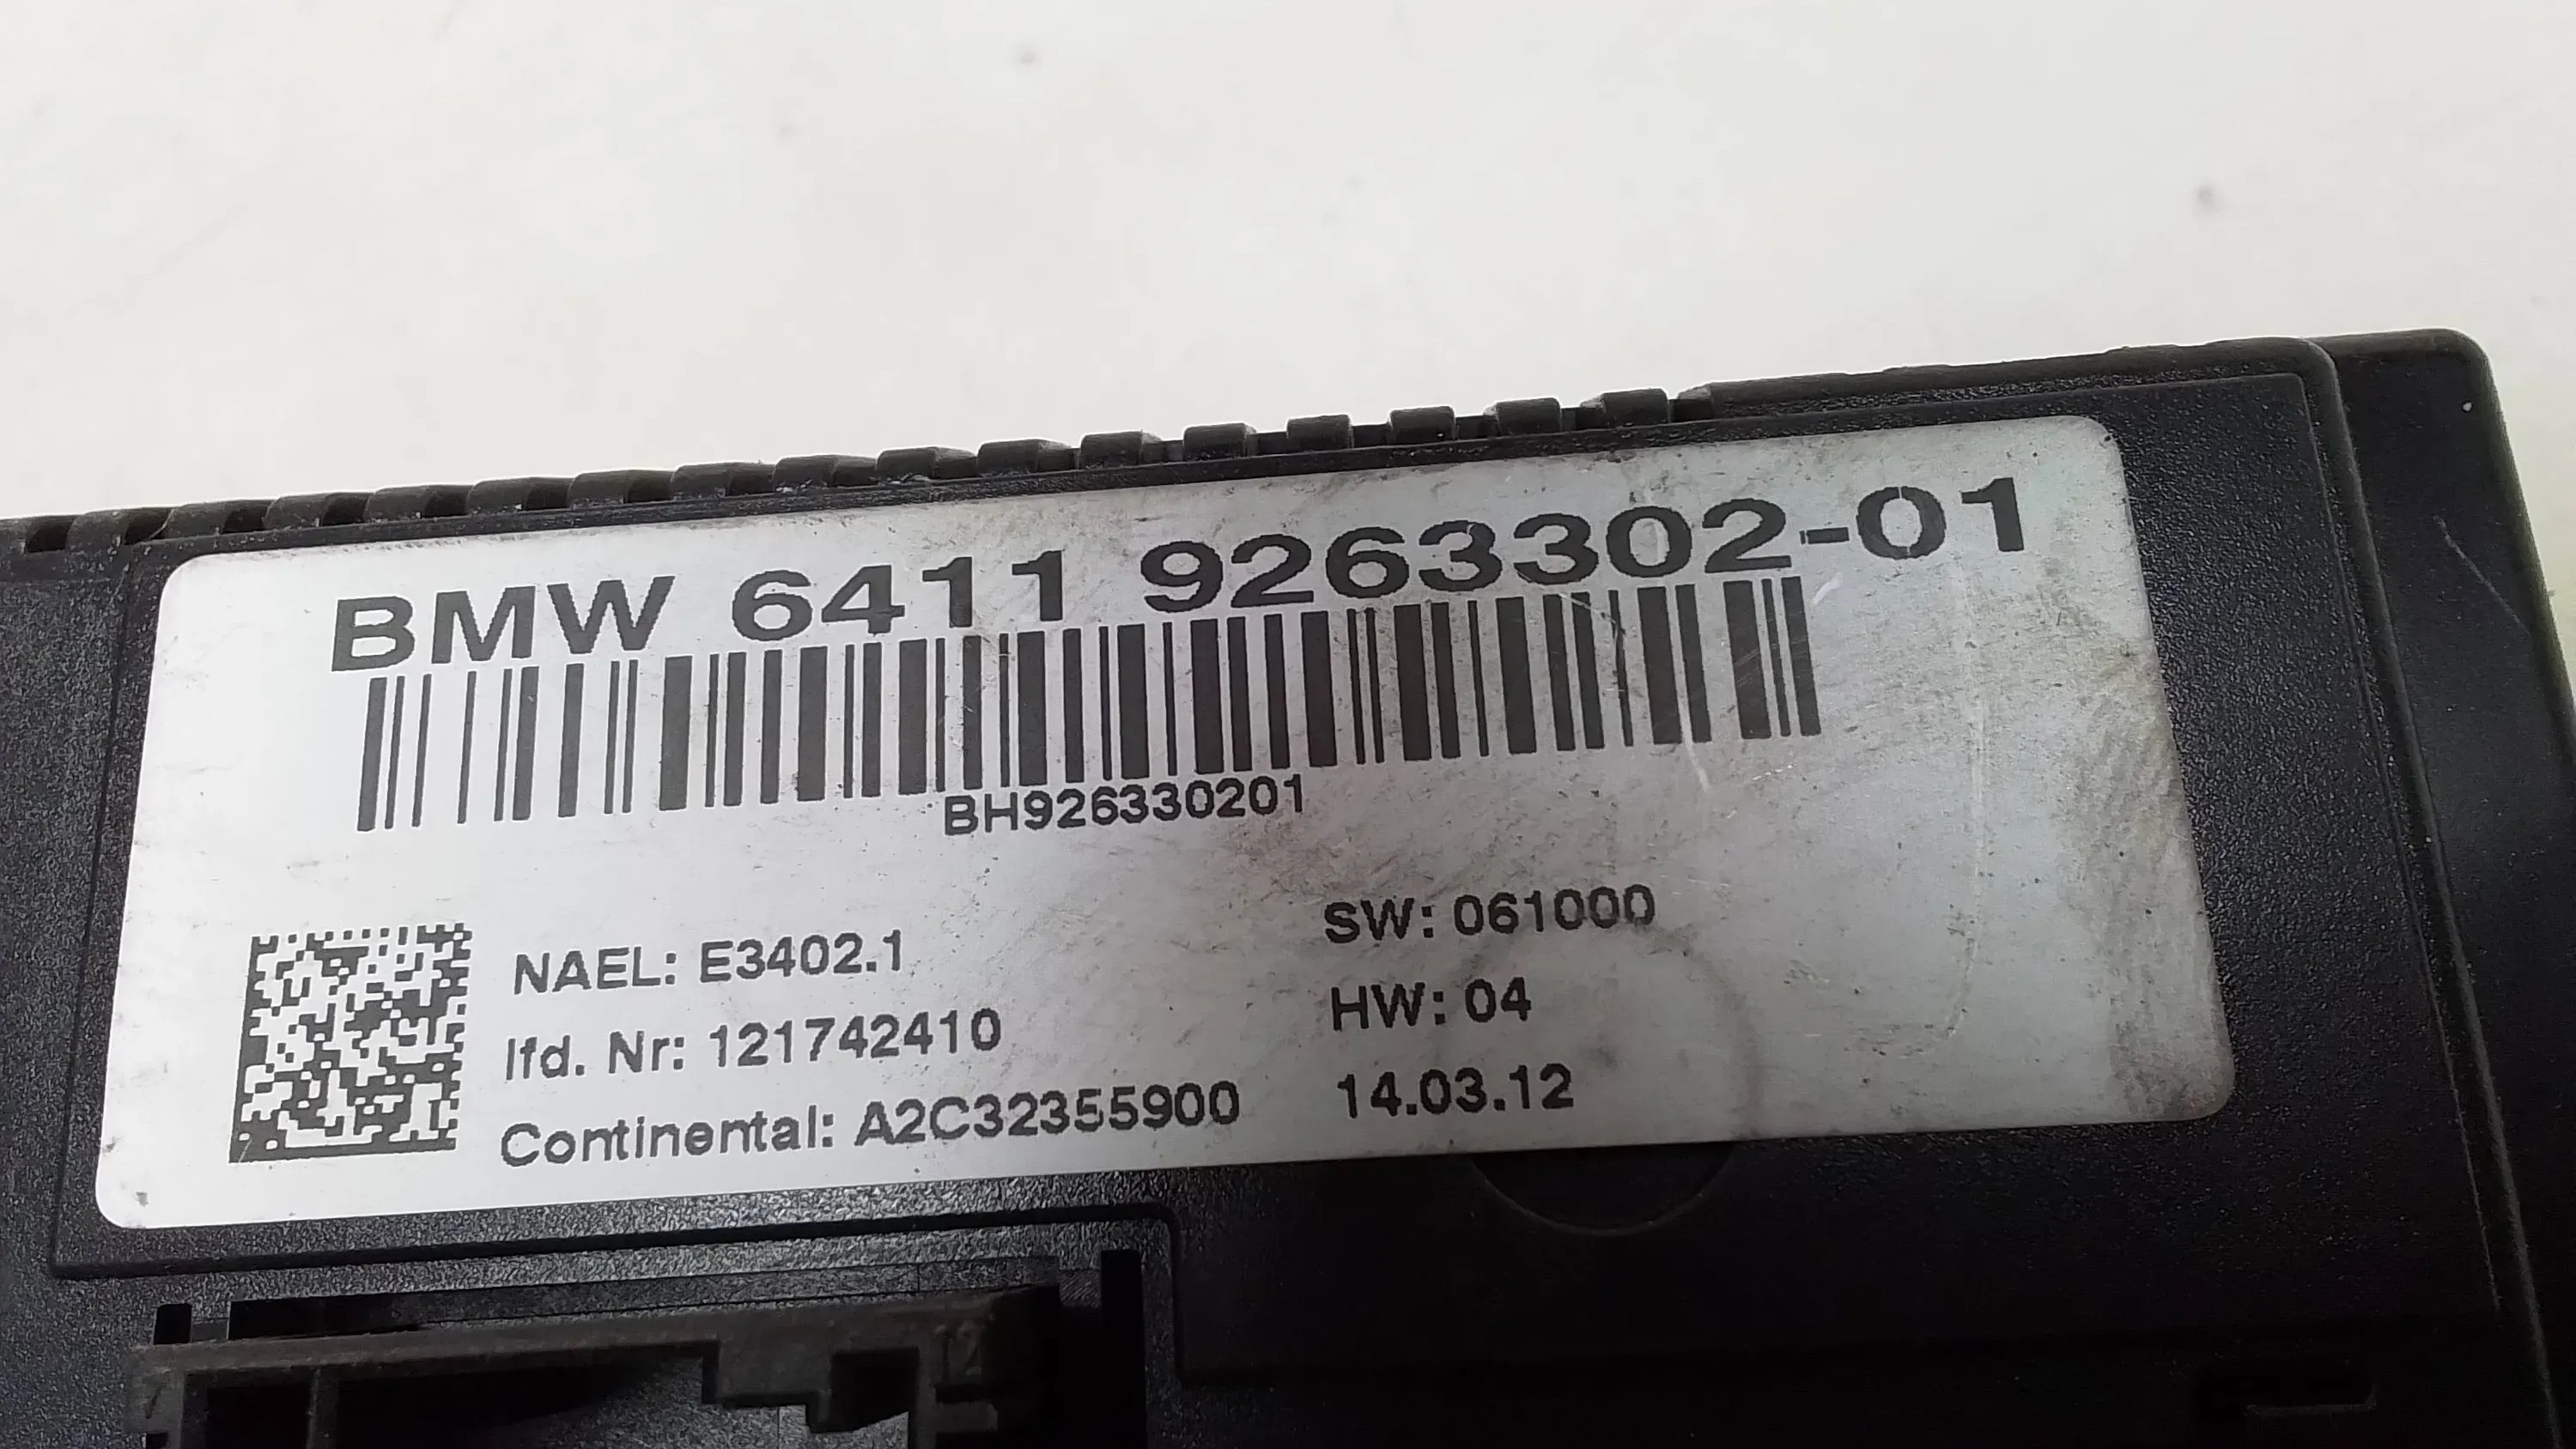 BMW 6411 9263302-01
BH926330201
NAEL: E3402.1
SW: 061000
lfd. Nr: 121742410
HW: 04
Continental: A2C32355900
14.03.12